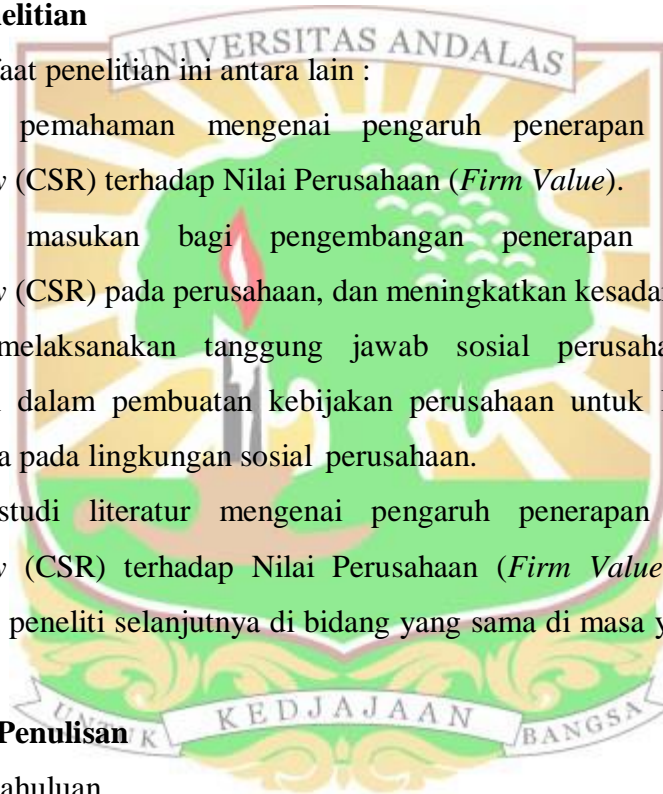 elitian
UNIVERSITAS ANDALAS
faat penelitian ini antara lain :
pemahaman mengenai pengaruh penerapan
y (CSR) terhadap Nilai Perusahaan (Firm Value).
masukan bagi pengembangan penerapan
y (CSR) pada perusahaan, dan meningkatkan kesadar
melaksanakan tanggung jawab sosial perusaha
dalam pembuatan kebijakan perusahaan untuk
a pada lingkungan sosial perusahaan.
studi literatur mengenai pengaruh penerapan
y (CSR) terhadap Nilai Perusahaan (Firm Value
peneliti selanjutnya di bidang yang sama di masa y
UNTUK KEDJAJAAN BANGSA
Penulisan
ahuluan